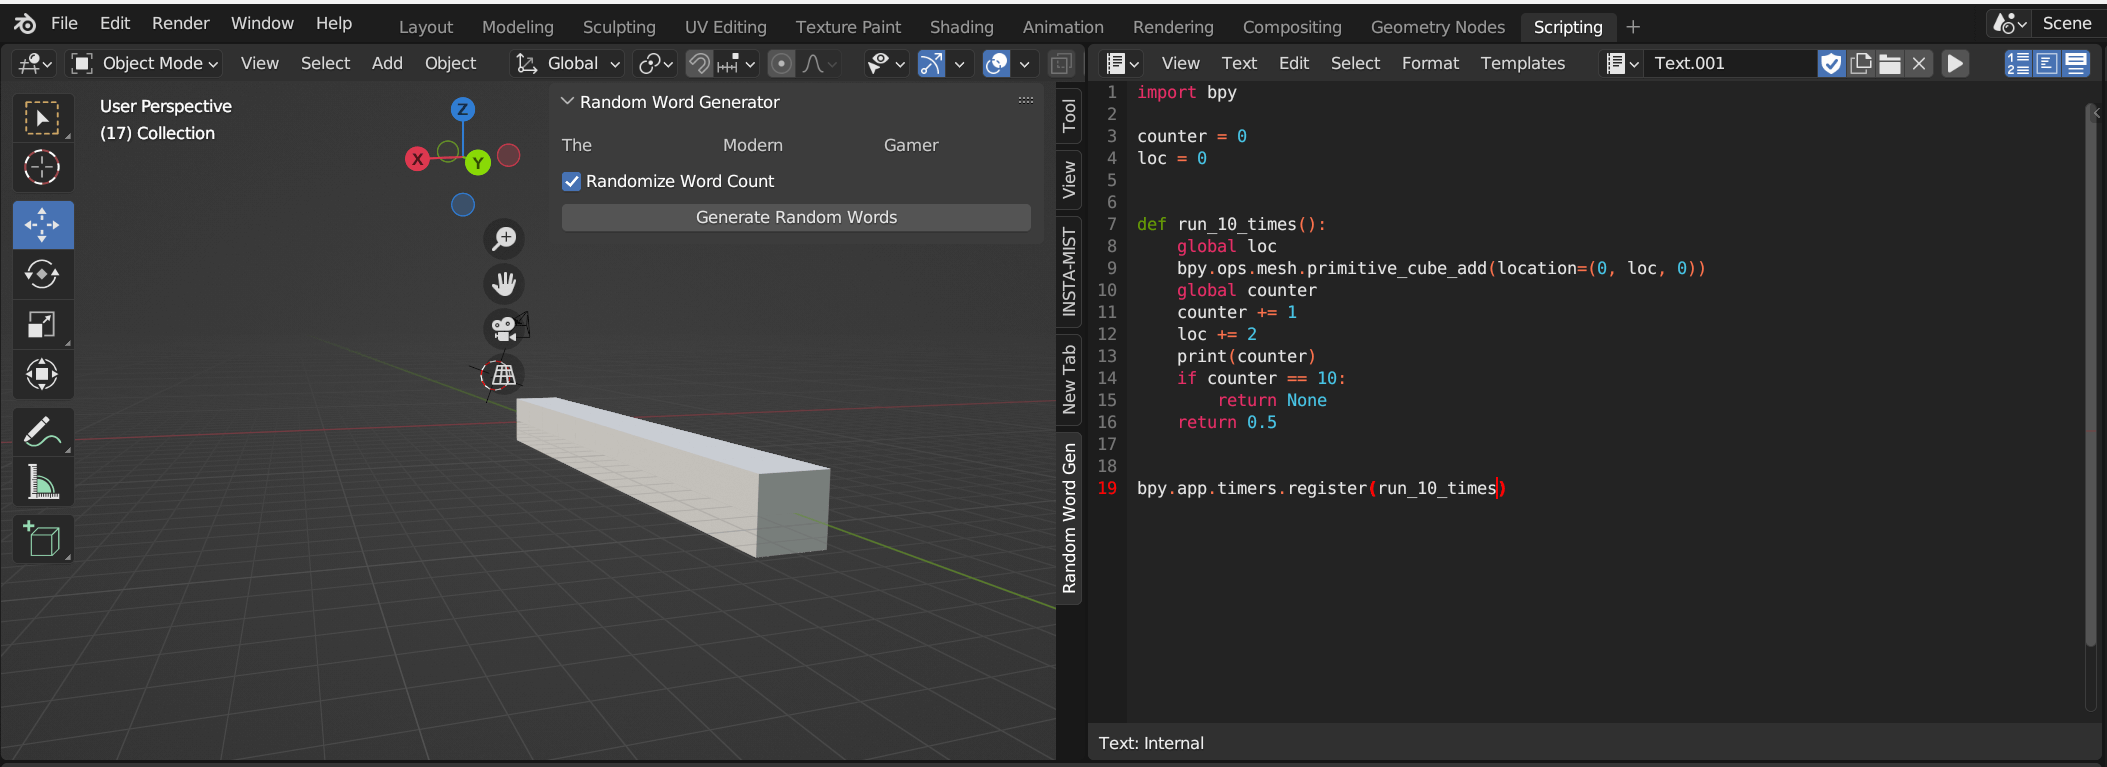 File Edit Render Window Help Layout Modeling Sculpting UV Editing Texture Paint Shading Animation Rendering Compositing Geometry Nodes Scripting + Scene
Object Mode View Select Add Object Global View Text Edit Select Format Templates Text.001
User Perspective
(17) Collection
Z
X
Y
Random Word Generator
The Modern Gamer
Randomize Word Count
Generate Random Words
Tool
View
INSTA-MIST
New Tab
Random Word Gen
1 import bpy
2
3 counter = 0
4 loc = 0
5
6
7 def run_10_times():
8     global loc
9     bpy.ops.mesh.primitive_cube_add(location=(0, loc, 0))
10     global counter
11     counter += 1
12     loc += 2
13     print(counter)
14     if counter == 10:
15         return None
16     return 0.5
17
18
19 bpy.app.timers.register(run_10_times)
Text: Internal